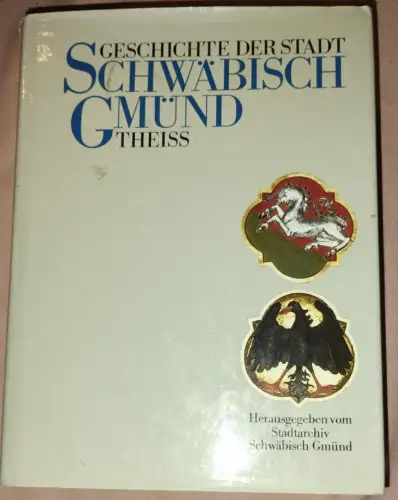 GESCHICHTE DER STADT
SCHWÄBISCH
GMÜND
THEISS
Herausgegeben vom
Stadtarchiv
Schwäbisch Gmünd